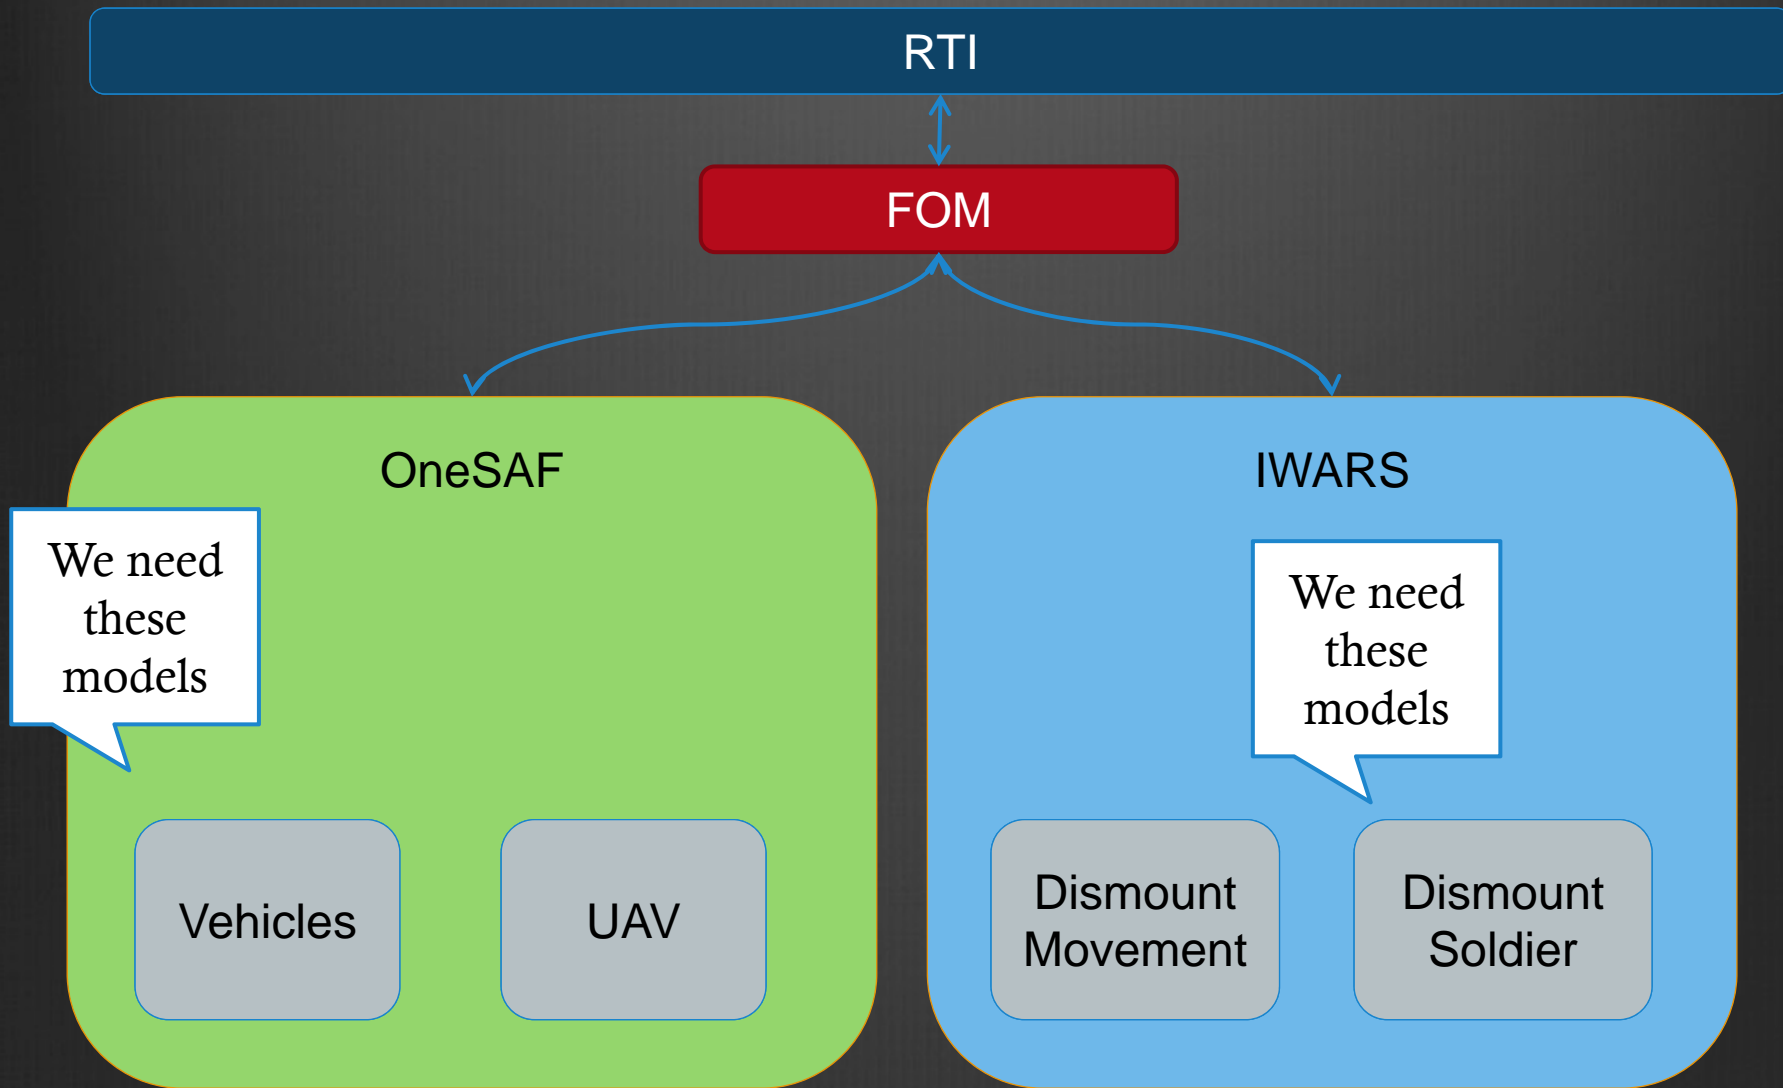 RTI
FOM
OneSAF
IWARS
We need
these
models
We need
these
models
Vehicles
UAV
Dismount
Movement
Dismount
Soldier